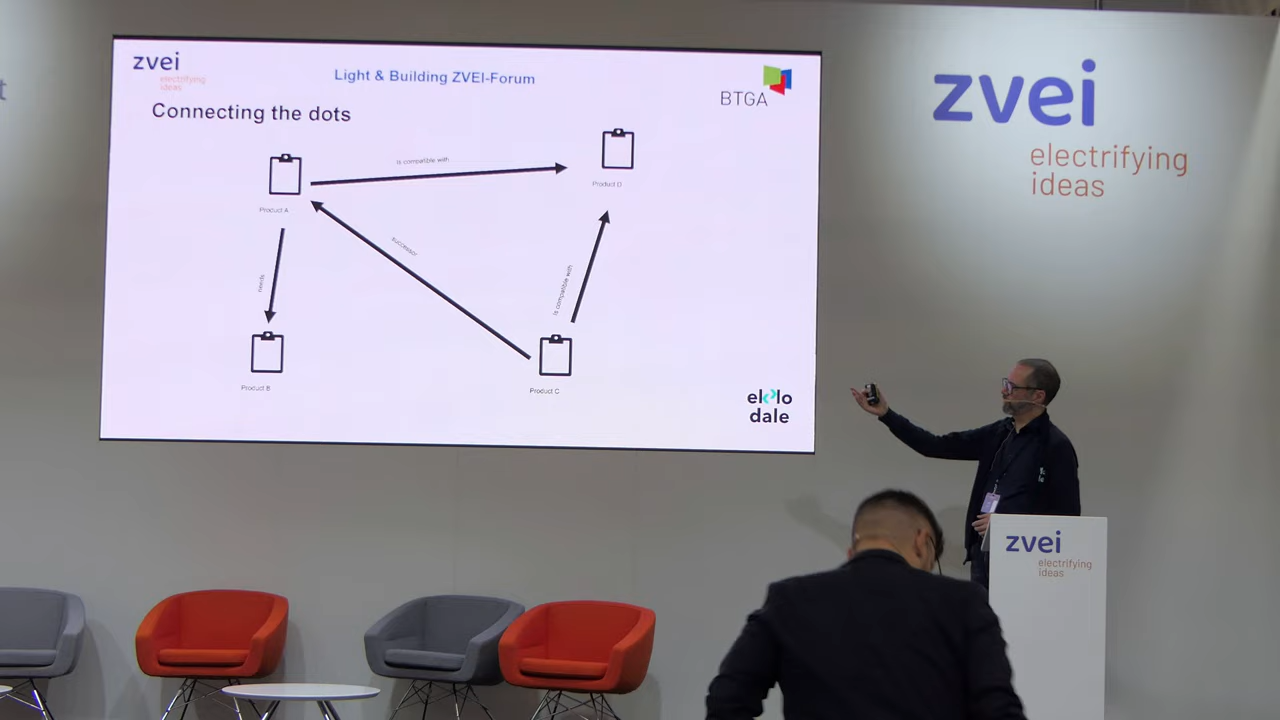 t
zvei
electrifying
ideas
Light & Building ZVEI-Forum
BTGA
Connecting the dots
Is compatible with
Product A
Product D
successor
needs
Is compatible with
Product B
Product C
eklo
dale
zvei
electrifying
ideas
zvei
electrifying
ideas